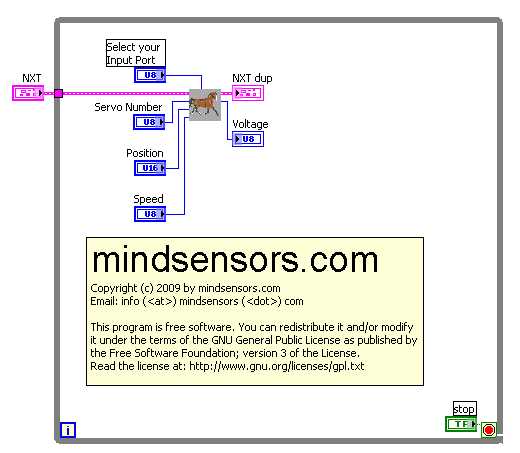 Select your
Input Port
U8
NXT
NXT dup
Servo Number
U8
Voltage
U8
Position
U16
Speed
U8
mindsensors.com
Copyright (c) 2009 by mindsensors.com
Email: info (<at>) mindsensors (<dot>) com
This program is free software. You can redistribute it and/or modify
it under the terms of the GNU General Public License as published by
the Free Software Foundation; version 3 of the License.
Read the license at: http://www.gnu.org/licenses/gpl.txt
stop
TF
i